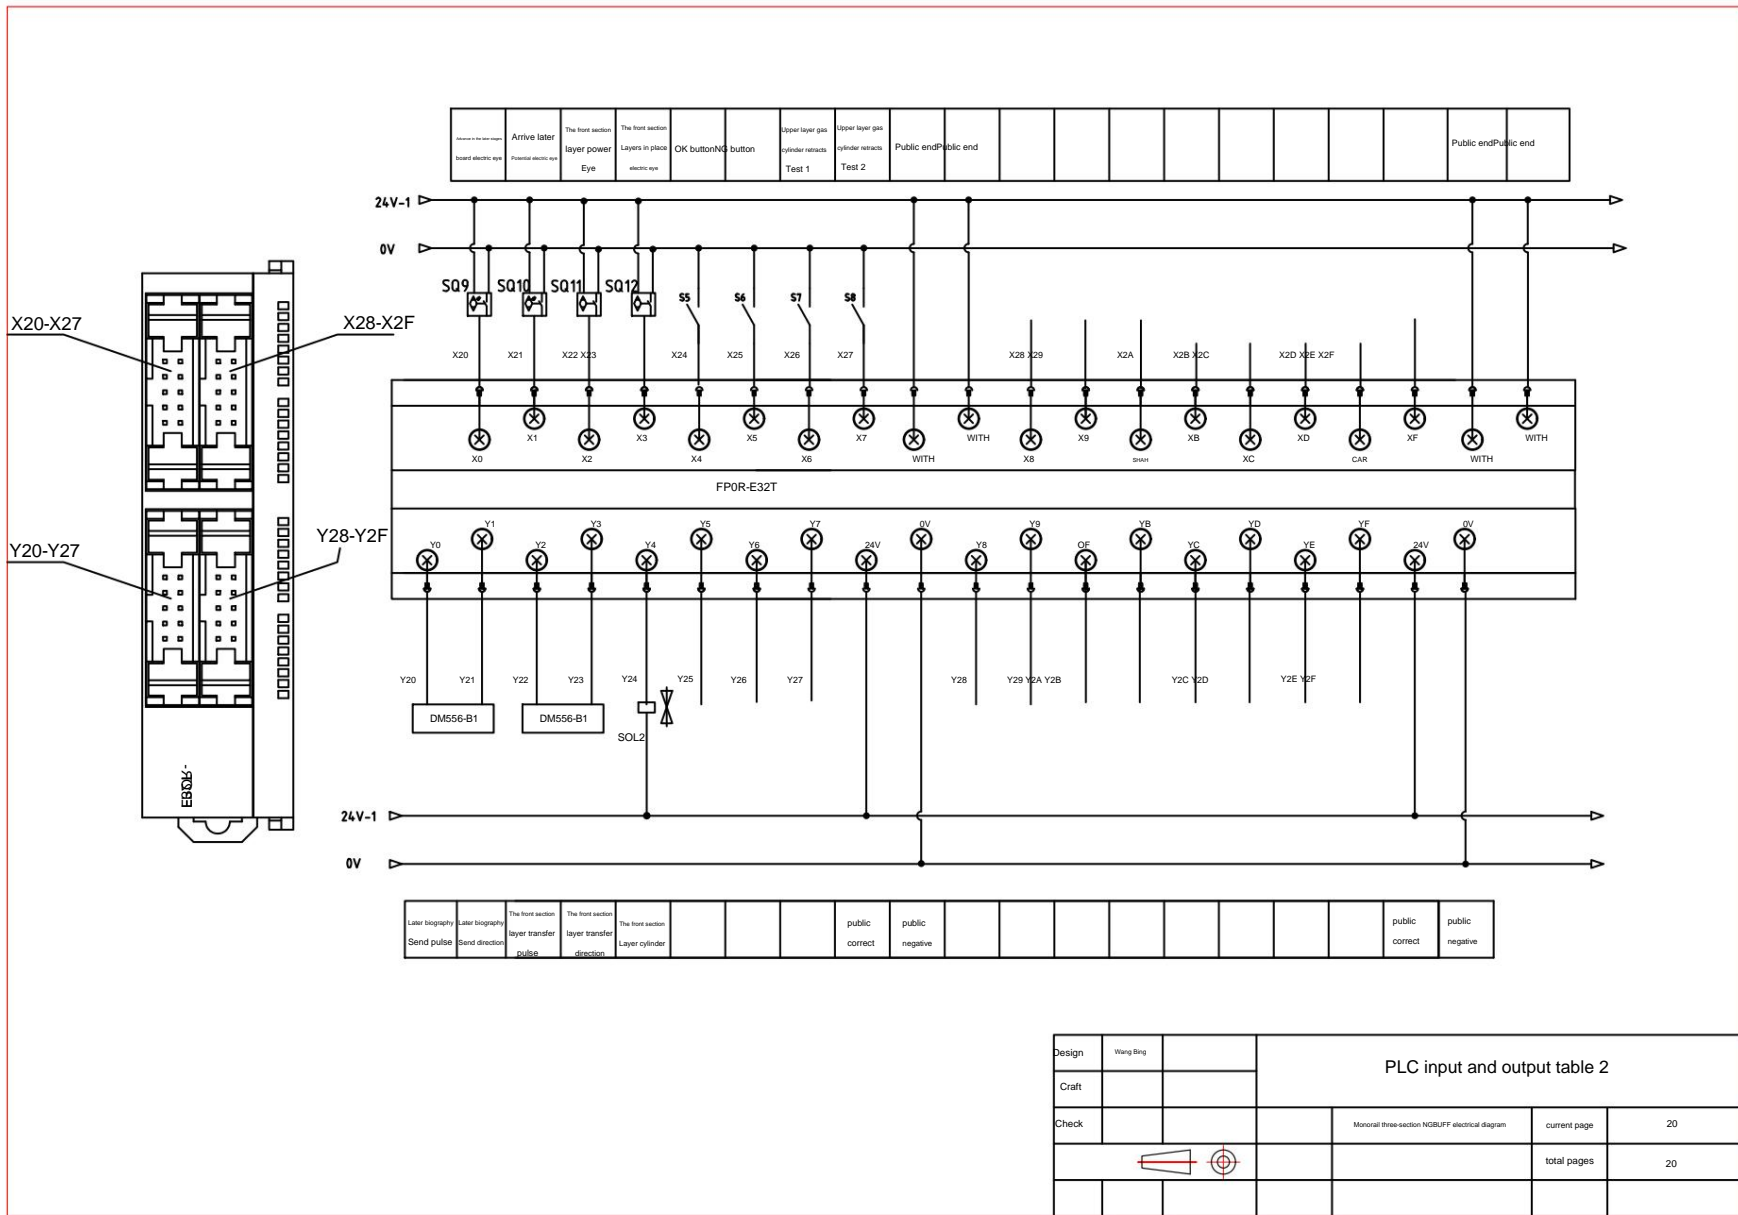 Advance in the later stages
board electric eye
Arrive later
Potential electric eye
The front section
layer power
Eye
The front section
Layers in place
electric eye
OK button
NG button
Upper layer gas
cylinder retracts
Test 1
Upper layer gas
cylinder retracts
Test 2
Public end
Public end
Public end
Public end
24V-1
0V
SQ9
SQ10
SQ11
SQ12
S5
S6
S7
S8
X20-X27
X28-X2F
Y20-Y27
Y28-Y2F
X20
X21
X22 X23
X24
X25
X26
X27
X28 X29
X2A
X2B X2C
X2D X2E X2F
X0
X1
X2
X3
X4
X5
X6
X7
WITH
WITH
X8
X9
SHAH
XB
XC
XD
CAR
XF
WITH
WITH
FP0R-E32T
Y0
Y1
Y2
Y3
Y4
Y5
Y6
Y7
24V
0V
Y8
Y9
OF
YB
YC
YD
YE
YF
24V
0V
Y20
Y21
Y22
Y23
Y24
Y25
Y26
Y27
Y28
Y29 Y2A Y2B
Y2C Y2D
Y2E Y2F
DM556-B1
DM556-B1
SOL2
24V-1
0V
Later biography
Send pulse
Later biography
Send direction
The front section
layer transfer
pulse
The front section
layer transfer
direction
The front section
Layer cylinder
public
correct
public
negative
public
correct
public
negative
Design
Wang Bing
PLC input and output table 2
Craft
Check
Monorail three-section NGBUFF electrical diagram
current page
20
total pages
20